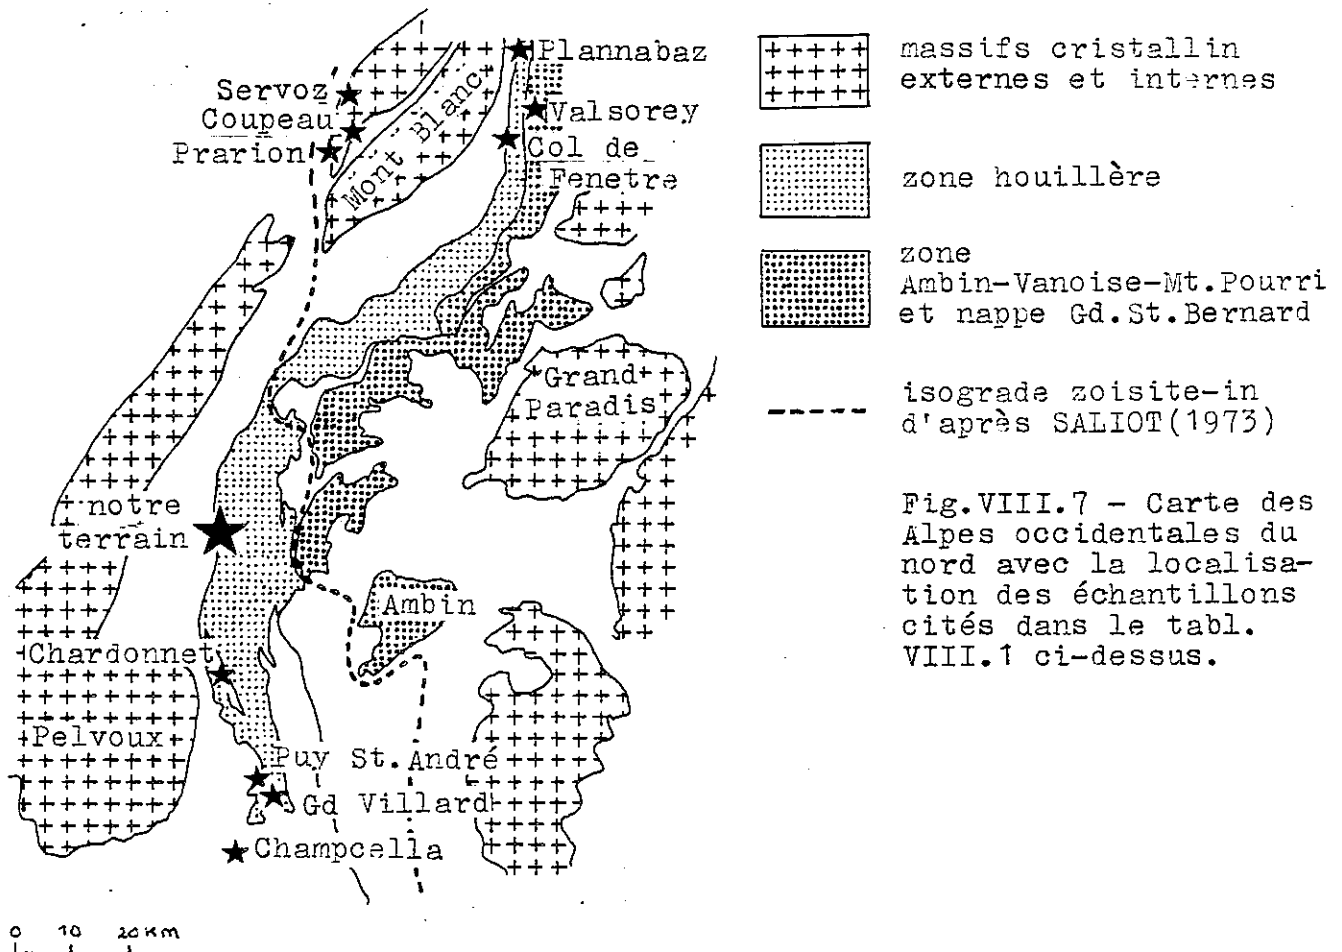 Plannabaz
Servoz
Coupeau
Prarion
Valsorey
Col de
Fenetre
Mont Blanc
Grand
Paradis
notre
terrain
Ambin
Chardonnet
Pelvoux
Puy St.André
Gd Villard
Champcella
0 10 20 KM
massifs cristallin
externes et internes
zone houillère
zone
Ambin-Vanoise-Mt.Pourri
et nappe Gd.St.Bernard
isograde zoisite-in
d'après SALIOT(1973)
Fig.VIII.7 - Carte des
Alpes occidentales du
nord avec la localisa-
tion des échantillons
cités dans le tabl.
VIII.1 ci-dessus.